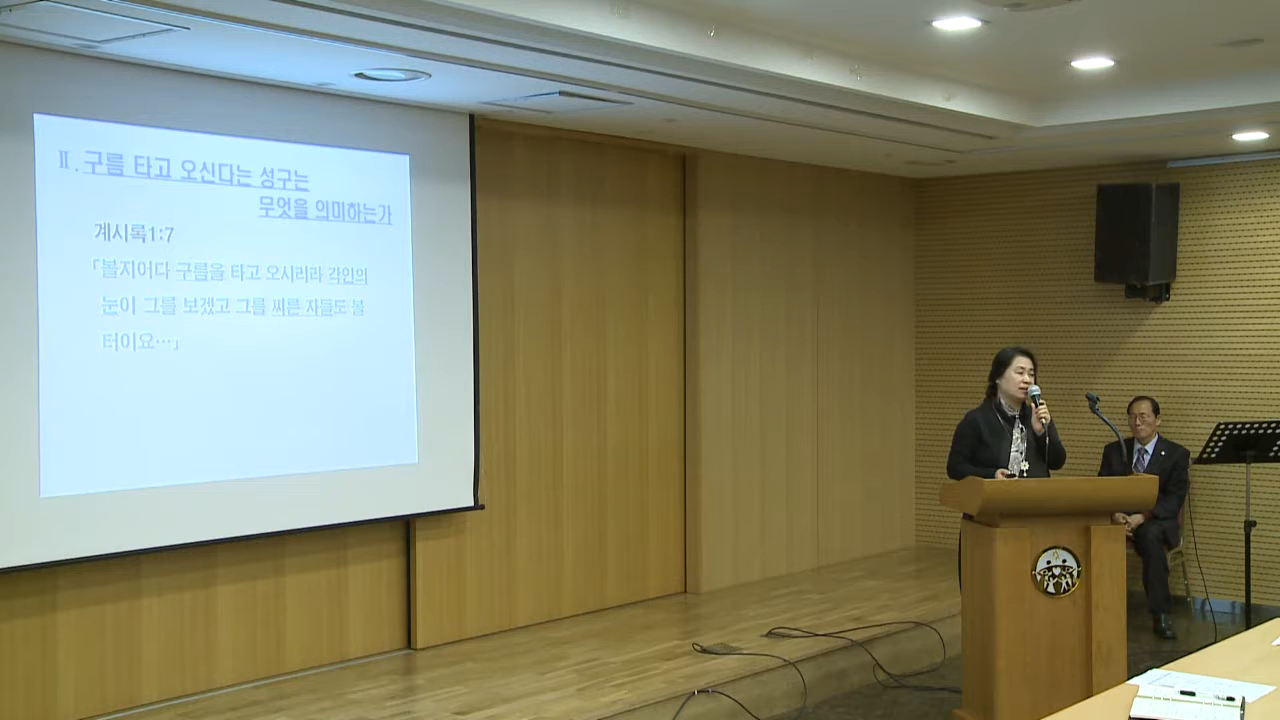 Ⅱ. 구름 타고 오신다는 성구는
무엇을 의미하는가
계시록1:7
「볼지어다 구름을 타고 오시리라 각인의
눈이 그를 보겠고 그를 찌른 자들도 볼
터이요…」